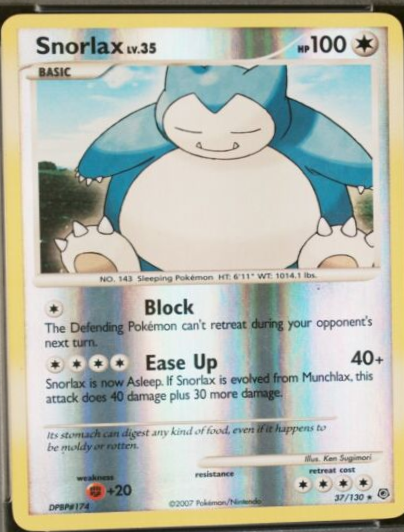 Snorlax LV.35 HP 100
BASIC
NO. 143 Sleeping Pokémon HT: 6'11" WT: 1014.1 lbs.
Block
The Defending Pokémon can't retreat during your opponent's
next turn.
Ease Up 40+
Snorlax is now Asleep. If Snorlax is evolved from Munchlax, this
attack does 40 damage plus 30 more damage.
Its stomach can digest any kind of food, even if it happens to
be moldy or rotten.
Illus. Ken Sugimori
weakness resistance retreat cost
+20
DPBP#174 ©2007 Pokémon/Nintendo 37/130